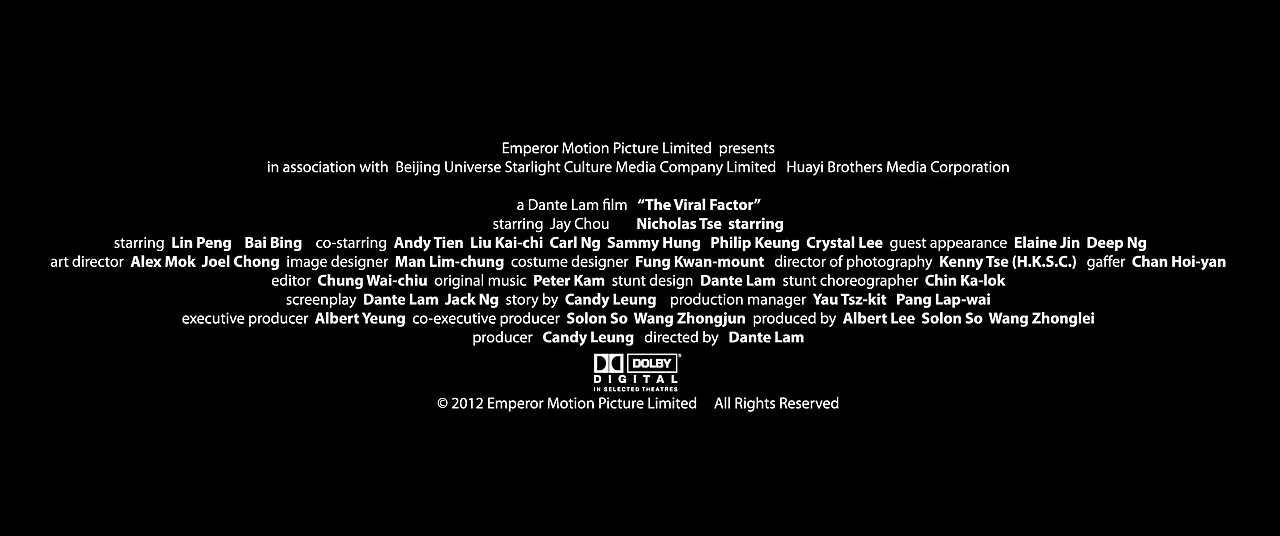 Emperor Motion Picture Limited presents
in association with Beijing Universe Starlight Culture Media Company Limited Huayi Brothers Media Corporation
a Dante Lam film “The Viral Factor”
starring Jay Chou Nicholas Tse starring
starring Lin Peng Bai Bing co-starring Andy Tien Liu Kai-chi Carl Ng Sammy Hung Philip Keung Crystal Lee guest appearance Elaine Jin Deep Ng
art director Alex Mok Joel Chong image designer Man Lim-chung costume designer Fung Kwan-mount director of photography Kenny Tse (H.K.S.C.) gaffer Chan Hoi-yan
editor Chung Wai-chiu original music Peter Kam stunt design Dante Lam stunt choreographer Chin Ka-lok
screenplay Dante Lam Jack Ng story by Candy Leung production manager Yau Tsz-kit Pang Lap-wai
executive producer Albert Yeung co-executive producer Solon So Wang Zhongjun produced by Albert Lee Solon So Wang Zhonglei
producer Candy Leung directed by Dante Lam
DOLBY
DIGITAL
IN SELECTED THEATRES
© 2012 Emperor Motion Picture Limited All Rights Reserved